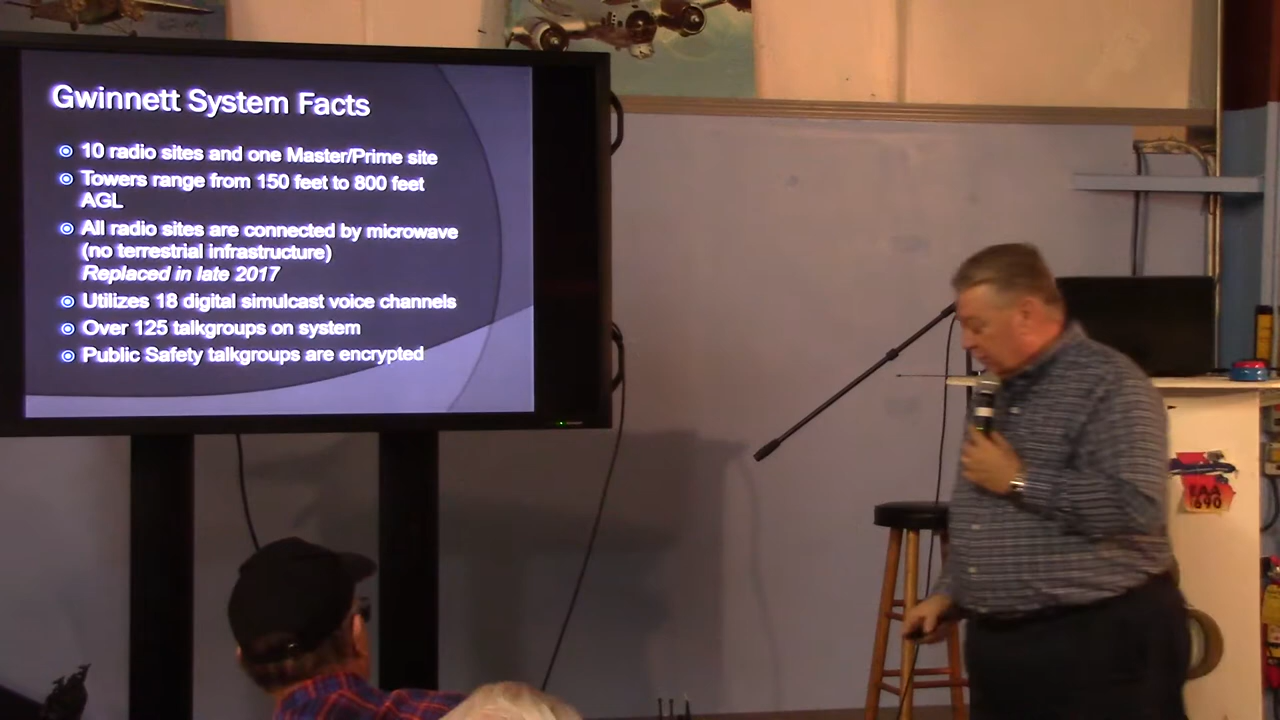 Gwinnett System Facts
10 radio sites and one Master/Prime site
Towers range from 150 feet to 800 feet
AGL
All radio sites are connected by microwave
(no terrestrial infrastructure)
Replaced in late 2017
Utilizes 18 digital simulcast voice channels
Over 125 talkgroups on system
Public Safety talkgroups are encrypted
EAA
690